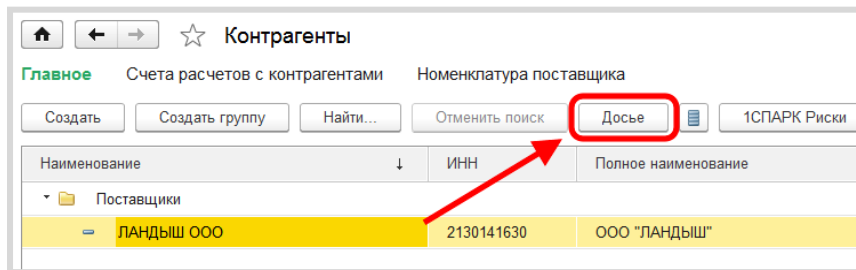 Контрагенты
Главное Счета расчетов с контрагентами Номенклатура поставщика
Создать Создать группу Найти... Отменить поиск Досье 1СПАРК Риски
Наименование ↓ ИНН Полное наименование
Поставщики
ЛАНДЫШ ООО 2130141630 ООО "ЛАНДЫШ"